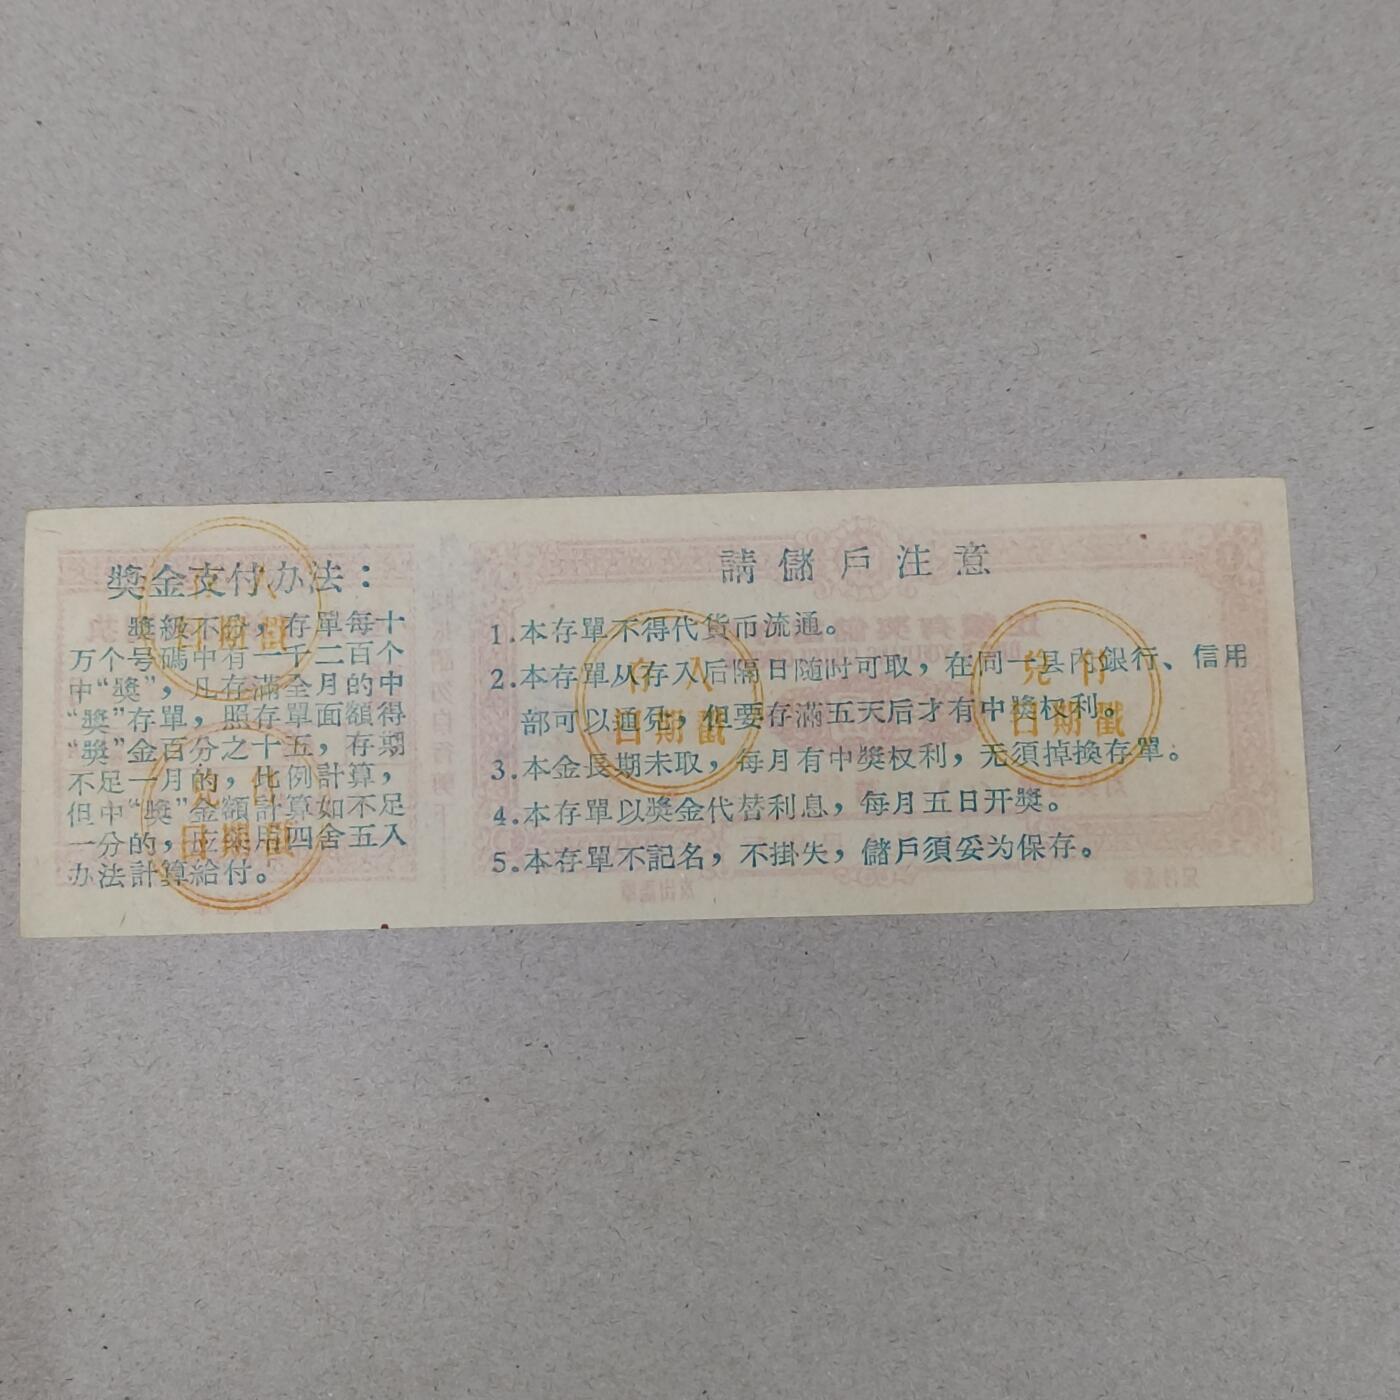 獎金支付办法：
獎級不分，存單每十
万个号碼中有一千二百个
中“獎”，凡存滿全月的中
“獎”存單，照存單面額得
“獎”金百分之十五，存期
不足一月的，比例計算，
但中“獎”金額計算如不足
一分的，应採用四舍五入
办法計算給付。
請儲戶注意
1.本存單不得代貨币流通。
2.本存單从存入后隔日随时可取，在同一县內銀行、信用
部可以通兑，但要存滿五天后才有中獎权利。
3.本金長期未取，每月有中獎权利，无須掉換存單。
4.本存單以獎金代替利息，每月五日开獎。
5.本存單不記名，不掛失，儲戶須妥为保存。
存入
日期戳
兑付
日期戳